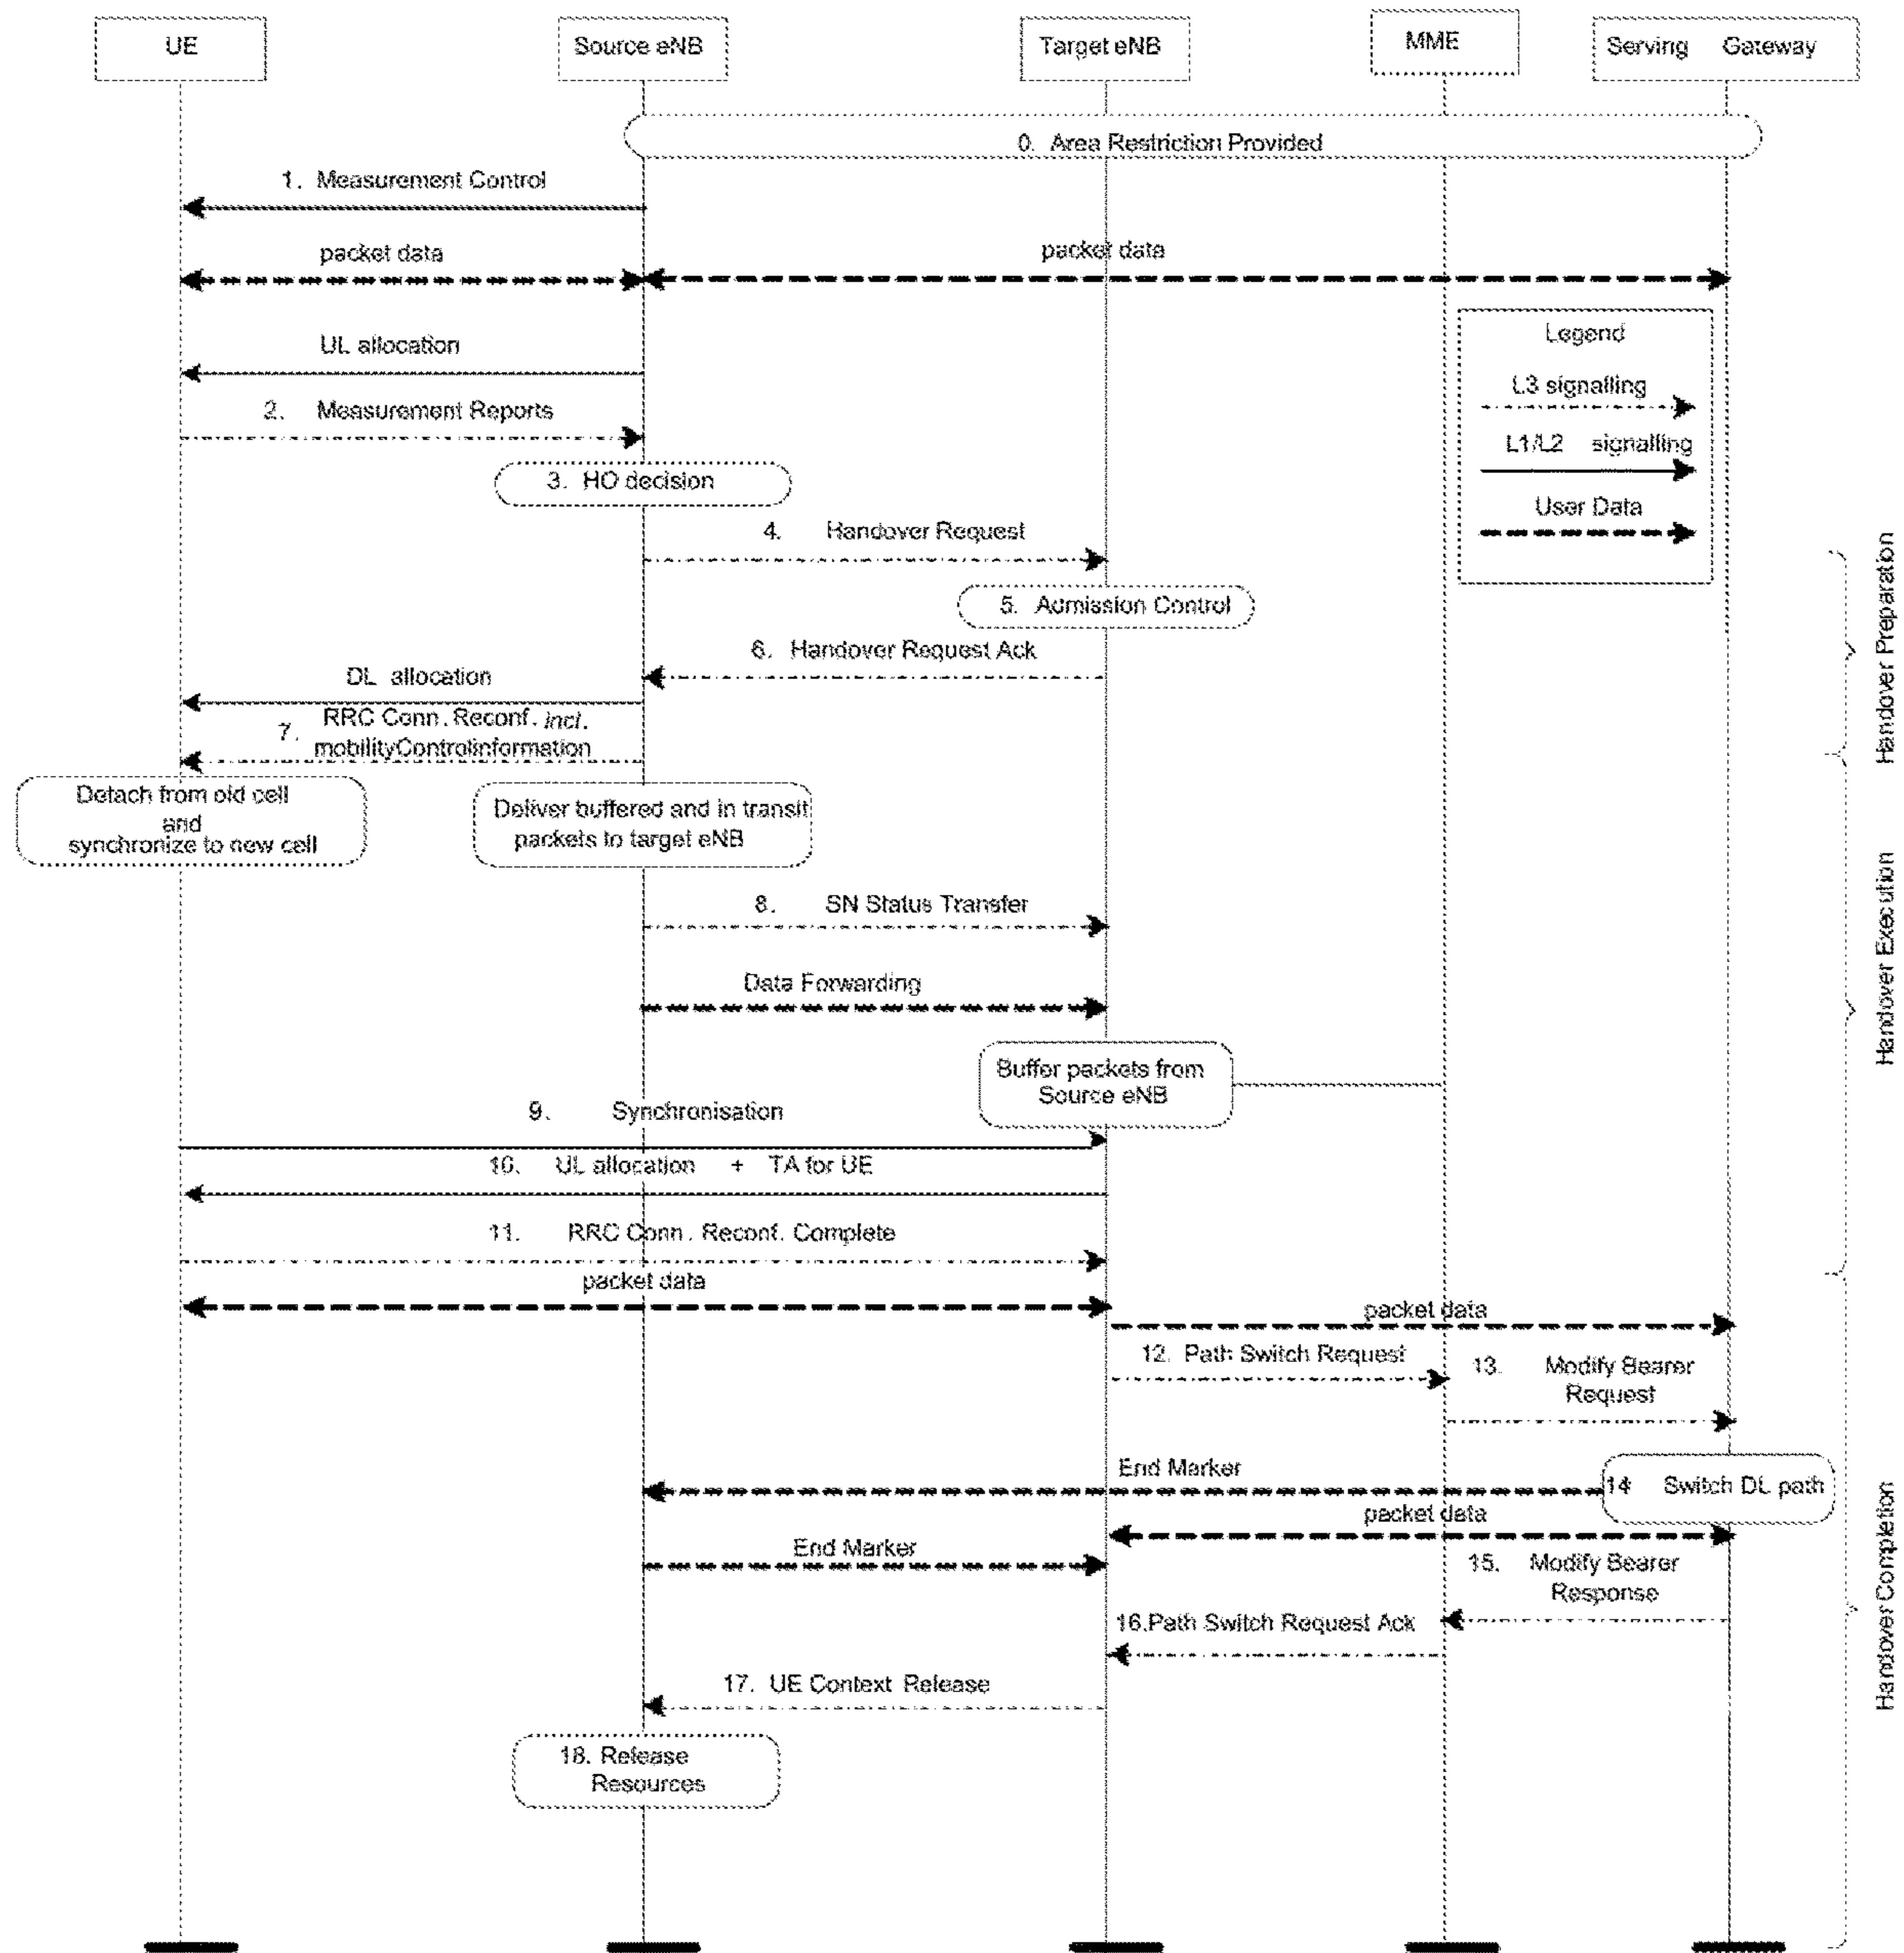 UE
Source eNB
Target eNB
MME
Serving Gateway
0. Area Restriction Provided
1. Measurement Control
packet data
packet data
Legend
L3 signalling
L1/L2 signalling
User Data
UL allocation
2. Measurement Reports
3. HO decision
4. Handover Request
5. Admission Control
6. Handover Request Ack
DL allocation
7. RRC Conn. Reconf. incl.
mobilityControlinformation
Handover Preparation
Detach from old cell
and
synchronize to new cell
Deliver buffered and in transit
packets to target eNB
8. SN Status Transfer
Data Forwarding
Buffer packets from
Source eNB
9. Synchronisation
10. UL allocation + TA for UE
11. RRC Conn. Reconf. Complete
Handover Execution
packet data
packet data
12. Path Switch Request
13. Modify Bearer
Request
End Marker
14 Switch DL path
packet data
End Marker
15. Modify Bearer
Response
16.Path Switch Request Ack
17. UE Context Release
18. Release
Resources
Handover Completion